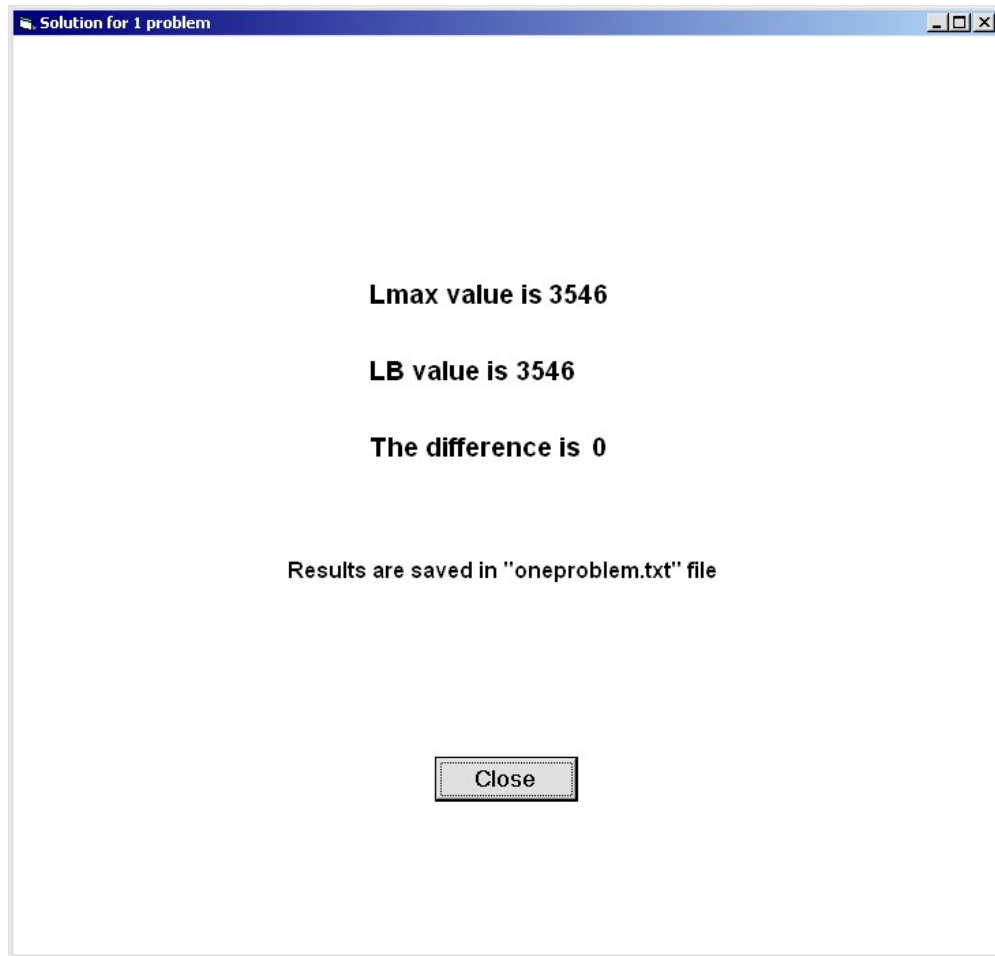 Solution for 1 problem
Lmax value is 3546
LB value is 3546
The difference is 0
Results are saved in "oneproblem.txt" file
Close